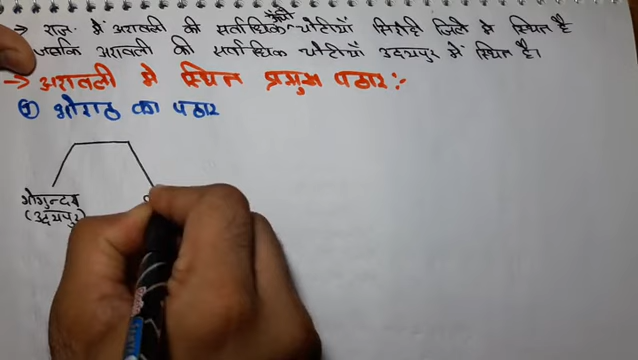 → राज. में अरावली की सर्वाधिक ऊँची चोटियाँ सिरोही जिले में स्थित है
जबकि अरावली की सर्वाधिक चोटियाँ उदयपुर में स्थित है।
→ अरावली में स्थित प्रमुख पठार:-
① भोराठ का पठार
गोगुन्दा
(उदयपुर)